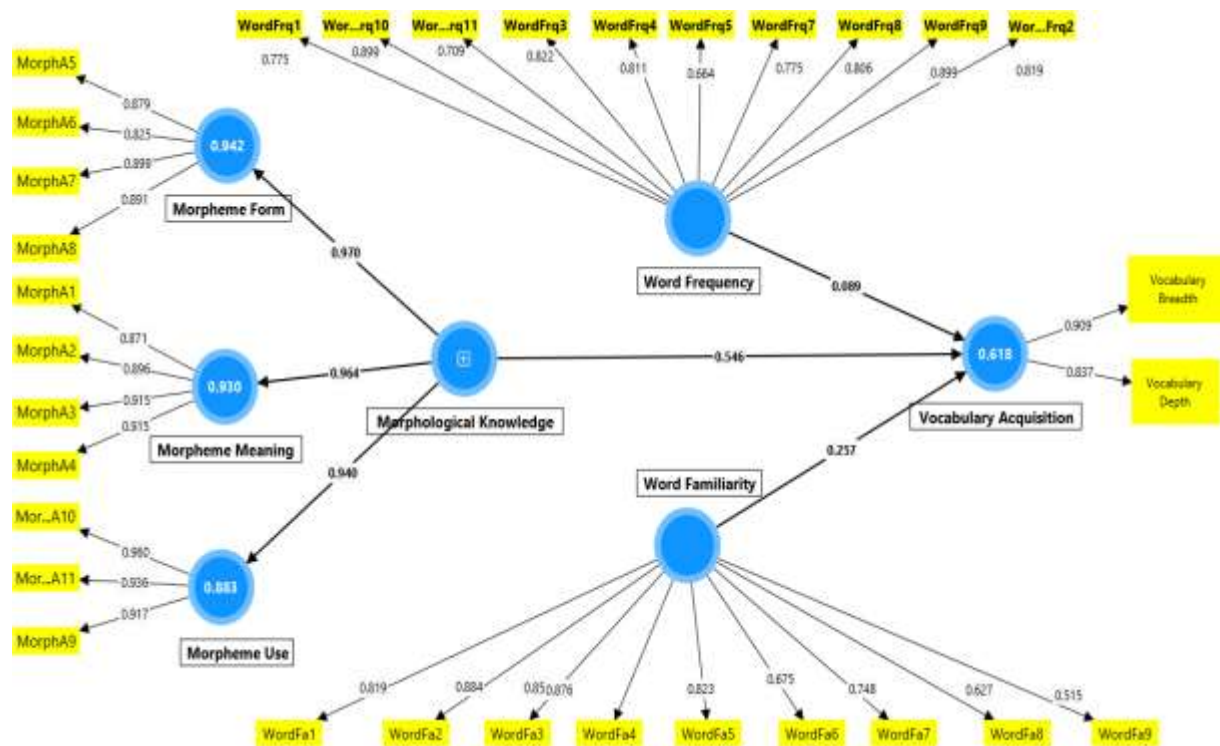 WordFrq1 Wor...rq10 Wor...rq11 WordFrq3 WordFrq4 WordFrq5 WordFrq7 WordFrq8 WordFrq9 Wor...Frq2
0.775 0.899 0.709 0.822 0.811 0.664 0.775 0.806 0.899 0.819
MorphA5
0.879
MorphA6
0.825
0.942
MorphA7
0.899
0.891
Morpheme Form
MorphA8
0.970
Word Frequency
0.089
MorphA1
0.871
MorphA2
0.896
0.930
0.964
MorphA3
0.915
MorphA4
0.915
Morpheme Meaning
Morphological Knowledge
0.546
0.618
Vocabulary Acquisition
0.909
Vocabulary
Breadth
0.837
Vocabulary
Depth
0.940
0.257
Word Familiarity
Mor...A10
0.960
Mor...A11
0.936
0.883
MorphA9
0.917
Morpheme Use
0.819 0.884 0.85 0.876 0.823 0.675 0.748 0.627 0.515
WordFa1 WordFa2 WordFa3 WordFa4 WordFa5 WordFa6 WordFa7 WordFa8 WordFa9